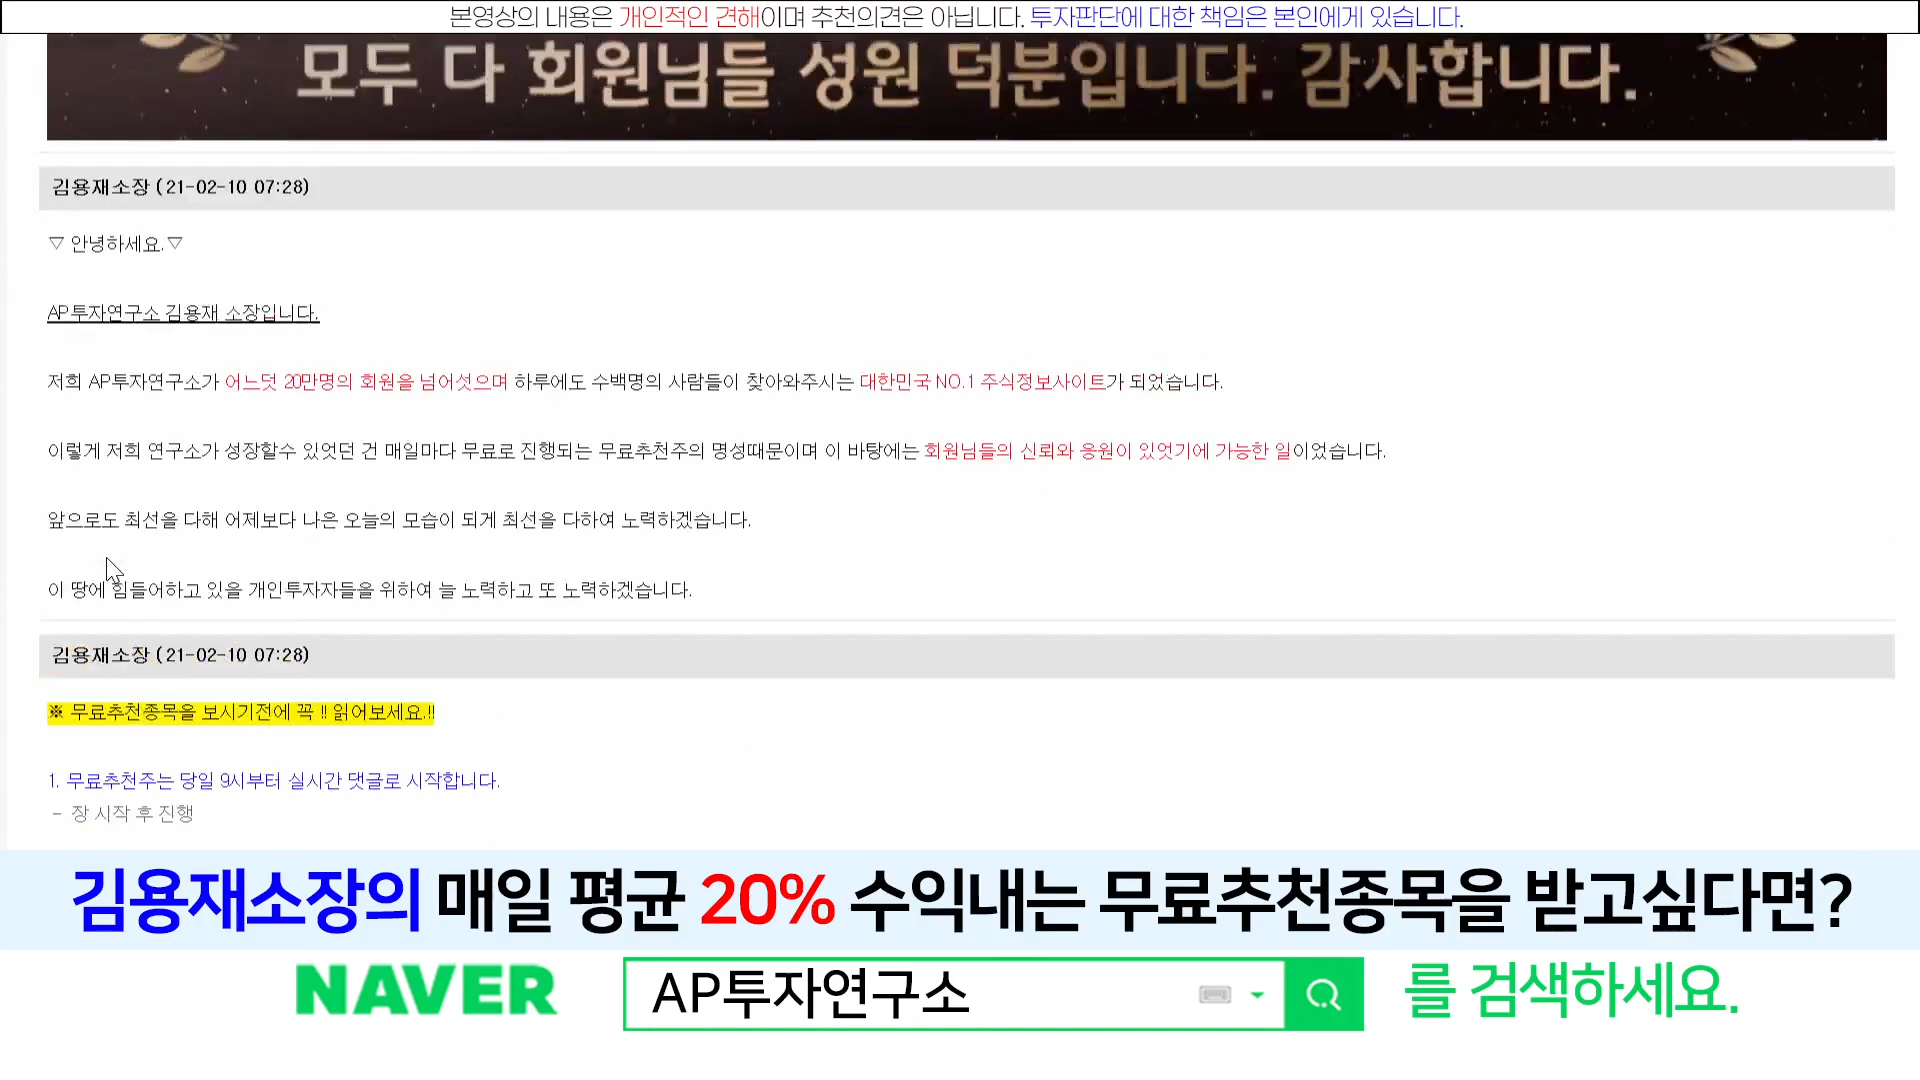 본영상의 내용은 개인적인 견해이며 추천의견은 아닙니다. 투자판단에 대한 책임은 본인에게 있습니다.
모두 다 회원님들 성원 덕분입니다. 감사합니다.
김용재소장 (21-02-10 07:28)
▽ 안녕하세요.▽
AP투자연구소 김용재 소장입니다.
저희 AP투자연구소가 어느덧 20만명의 회원을 넘어섯으며 하루에도 수백명의 사람들이 찾아와주시는 대한민국 NO.1 주식정보사이트가 되었습니다.
이렇게 저희 연구소가 성장할수 있엇던 건 매일마다 무료로 진행되는 무료추천주의 명성때문이며 이 바탕에는 회원님들의 신뢰와 응원이 있엇기에 가능한 일이었습니다.
앞으로도 최선을 다해 어제보다 나은 오늘의 모습이 되게 최선을 다하여 노력하겠습니다.
이 땅에 힘들어하고 있을 개인투자자들을 위하여 늘 노력하고 또 노력하겠습니다.
김용재소장 (21-02-10 07:28)
※ 무료추천종목을 보시기전에 꼭 !! 읽어보세요.!!
1. 무료추천주는 당일 9시부터 실시간 댓글로 시작합니다.
- 장 시작 후 진행
김용재소장의 매일 평균 20% 수익내는 무료추천종목을 받고싶다면?
NAVER AP투자연구소 를 검색하세요.